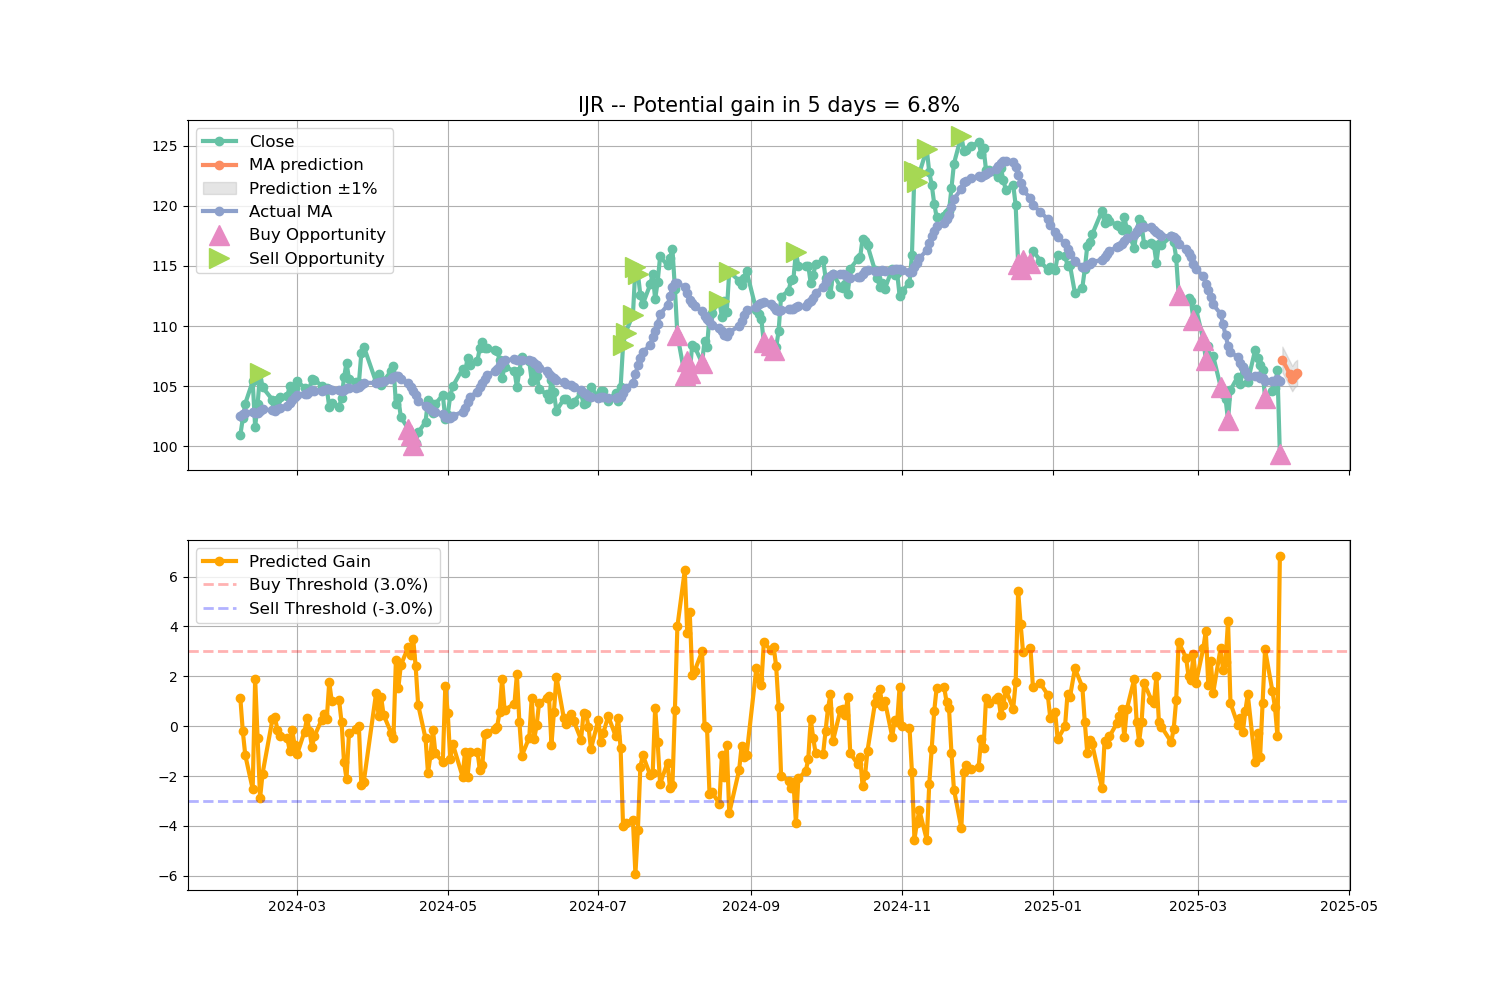 IJR -- Potential gain in 5 days = 6.8%
Close
MA prediction
Prediction ±1%
Actual MA
Buy Opportunity
Sell Opportunity
125
120
115
110
105
100
Predicted Gain
Buy Threshold (3.0%)
Sell Threshold (-3.0%)
6
4
2
0
−2
−4
−6
2024-03 2024-05 2024-07 2024-09 2024-11 2025-01 2025-03 2025-05